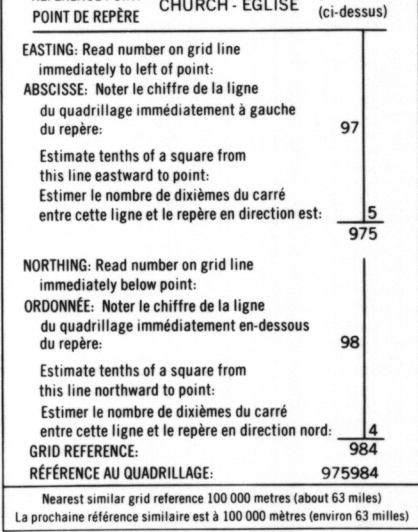 POINT DE REPÈRE CHURCH - ÉGLISE (ci-dessus)
EASTING: Read number on grid line
immediately to left of point:
ABSCISSE: Noter le chiffre de la ligne
du quadrillage immédiatement à gauche
du repère: 97
Estimate tenths of a square from
this line eastward to point:
Estimer le nombre de dixièmes du carré
entre cette ligne et le repère en direction est: 5
975
NORTHING: Read number on grid line
immediately below point:
ORDONNÉE: Noter le chiffre de la ligne
du quadrillage immédiatement en-dessous
du repère: 98
Estimate tenths of a square from
this line northward to point:
Estimer le nombre de dixièmes du carré
entre cette ligne et le repère en direction nord: 4
GRID REFERENCE: 984
RÉFÉRENCE AU QUADRILLAGE: 975984
Nearest similar grid reference 100 000 metres (about 63 miles)
La prochaine référence similaire est à 100 000 mètres (environ 63 milles)